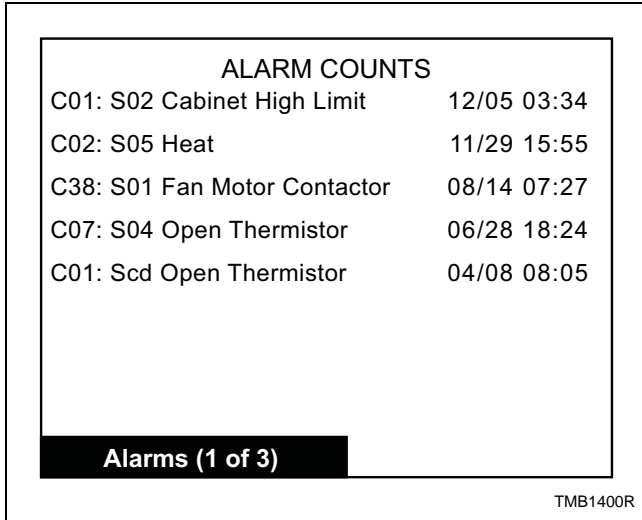 ALARM COUNTS
C01: S02 Cabinet High Limit 12/05 03:34
C02: S05 Heat 11/29 15:55
C38: S01 Fan Motor Contactor 08/14 07:27
C07: S04 Open Thermistor 06/28 18:24
C01: Scd Open Thermistor 04/08 08:05
Alarms (1 of 3)
TMB1400R